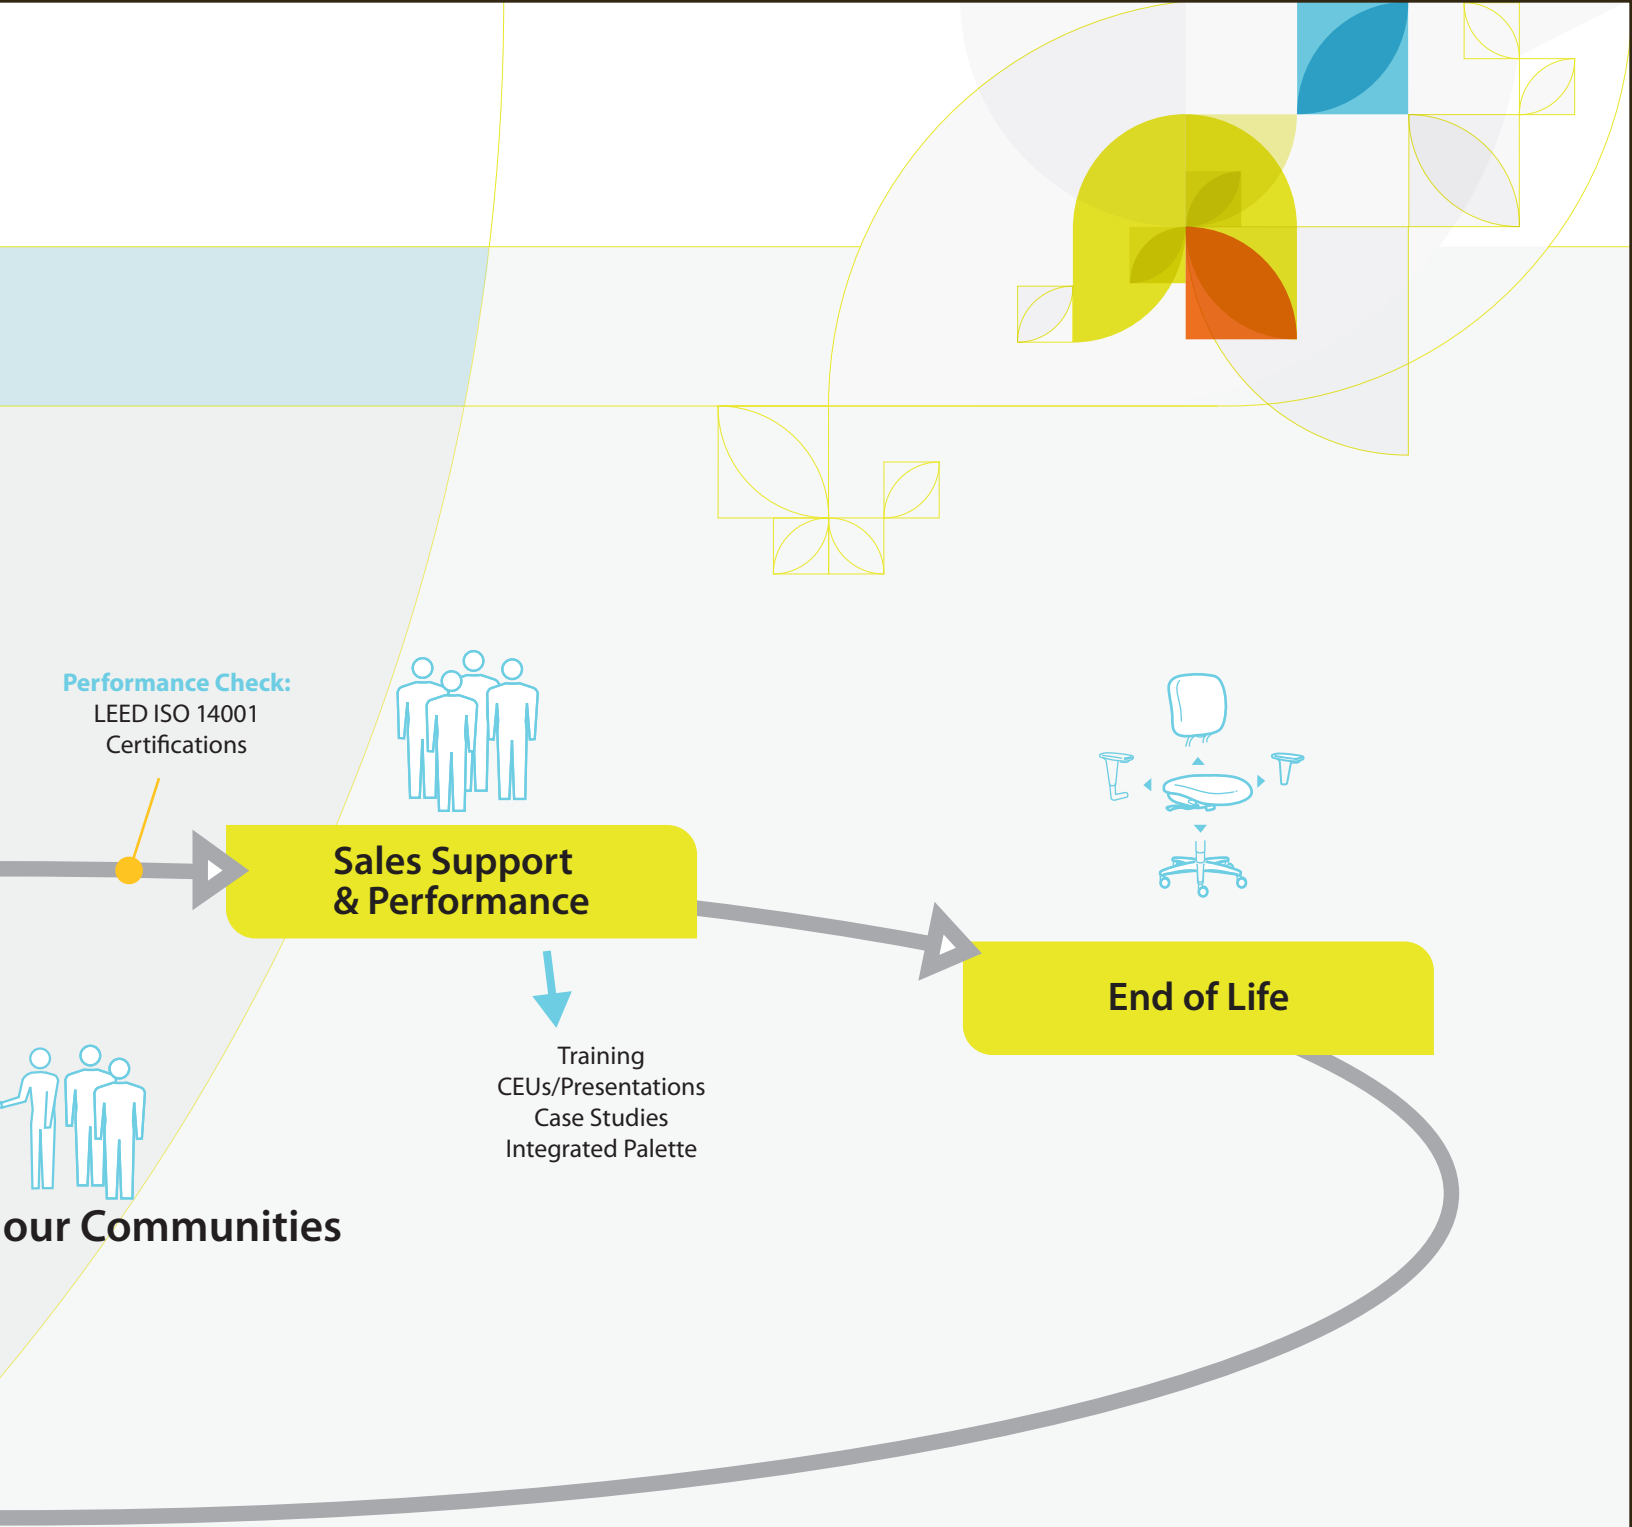 Performance Check:
LEED ISO 14001
Certifications
Sales Support
& Performance
End of Life
Training
CEUs/Presentations
Case Studies
Integrated Palette
our Communities